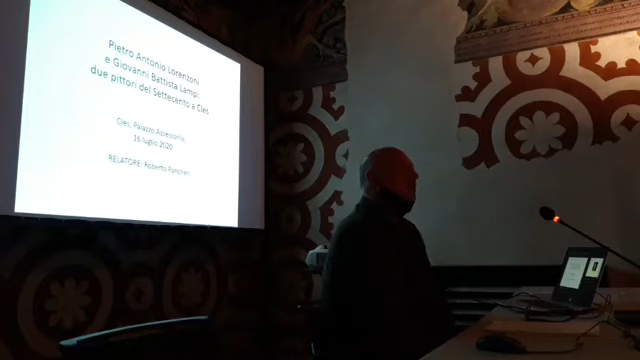 Pietro Antonio Lorenzoni
e Giovanni Battista Lampi:
due pittori del Settecento a Cles
Cles, Palazzo Assessorile,
16 luglio 2020
RELATORE: Roberto Pancheri